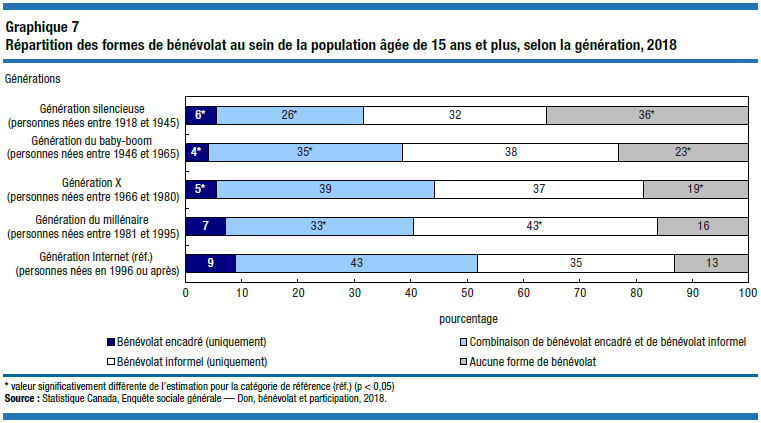 Graphique 7
Répartition des formes de bénévolat au sein de la population âgée de 15 ans et plus, selon la génération, 2018
Générations
Génération silencieuse
(personnes nées entre 1918 et 1945)
6* 26* 32 36*
Génération du baby-boom
(personnes nées entre 1946 et 1965)
4* 35* 38 23*
Génération X
(personnes nées entre 1966 et 1980)
5* 39 37 19*
Génération du millénaire
(personnes nées entre 1981 et 1995)
7 33* 43* 16
Génération Internet (réf.)
(personnes nées en 1996 ou après)
9 43 35 13
0 10 20 30 40 50 60 70 80 90 100
pourcentage
Bénévolat encadré (uniquement)
Combinaison de bénévolat encadré et de bénévolat informel
Bénévolat informel (uniquement)
Aucune forme de bénévolat
* valeur significativement différente de l'estimation pour la catégorie de référence (réf.) (p < 0,05)
Source : Statistique Canada, Enquête sociale générale — Don, bénévolat et participation, 2018.